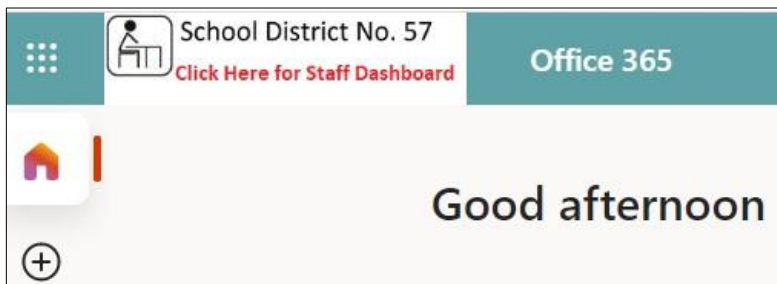 School District No. 57
Click Here for Staff Dashboard
Office 365
Good afternoon